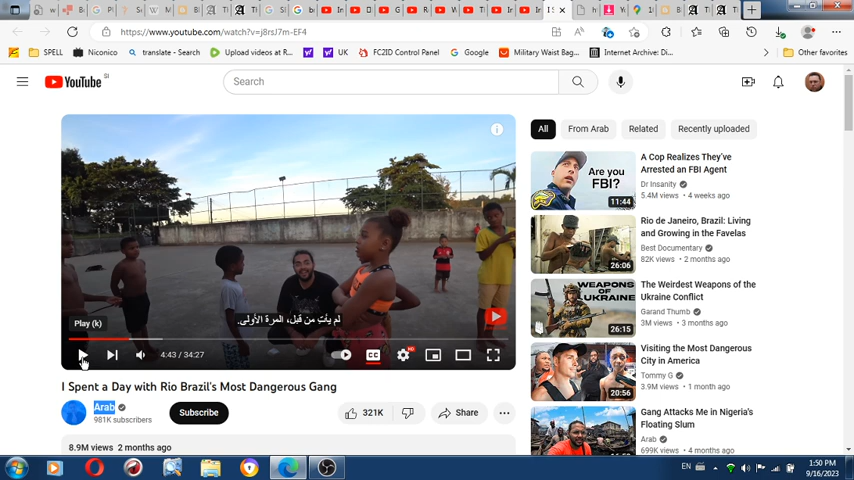 https://www.youtube.com/watch?v=j8rsJ7m-EF4
SPELL
Niconico
translate - Search
Upload videos at R...
UK
FC2ID Control Panel
Google
Military Waist Bag...
Internet Archive: Di...
Other favorites
YouTube SI
Search
لم يأتِ من قبل، المرة الأولى.
Play (k)
4:43 / 34:27
CC
HD
I Spent a Day with Rio Brazil's Most Dangerous Gang
Arab
981K subscribers
Subscribe
321K
Share
8.9M views 2 months ago
All
From Arab
Related
Recently uploaded
Are you FBI?
11:44
A Cop Realizes They've Arrested an FBI Agent
Dr Insanity
5.4M views • 4 weeks ago
26:06
Rio de Janeiro, Brazil: Living and Growing in the Favelas
Best Documentary
82K views • 2 months ago
WEAPONS OF UKRAINE
26:15
The Weirdest Weapons of the Ukraine Conflict
Garand Thumb
3M views • 3 months ago
20:56
Visiting the Most Dangerous City in America
Tommy G
3.9M views • 1 month ago
Gang Attacks Me in Nigeria's Floating Slum
Arab
699K views • 4 months ago
EN
1:50 PM
9/16/2023